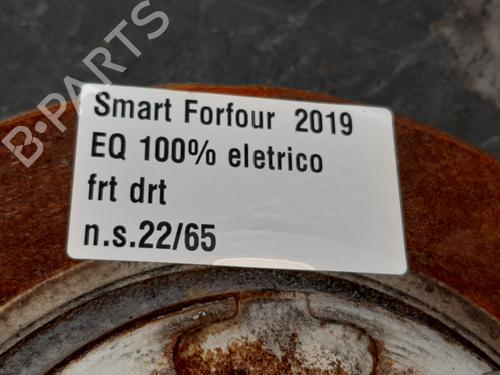 B-PARTS
Smart Forfour 2019
EQ 100% eletrico
frt drt
n.s.22/65